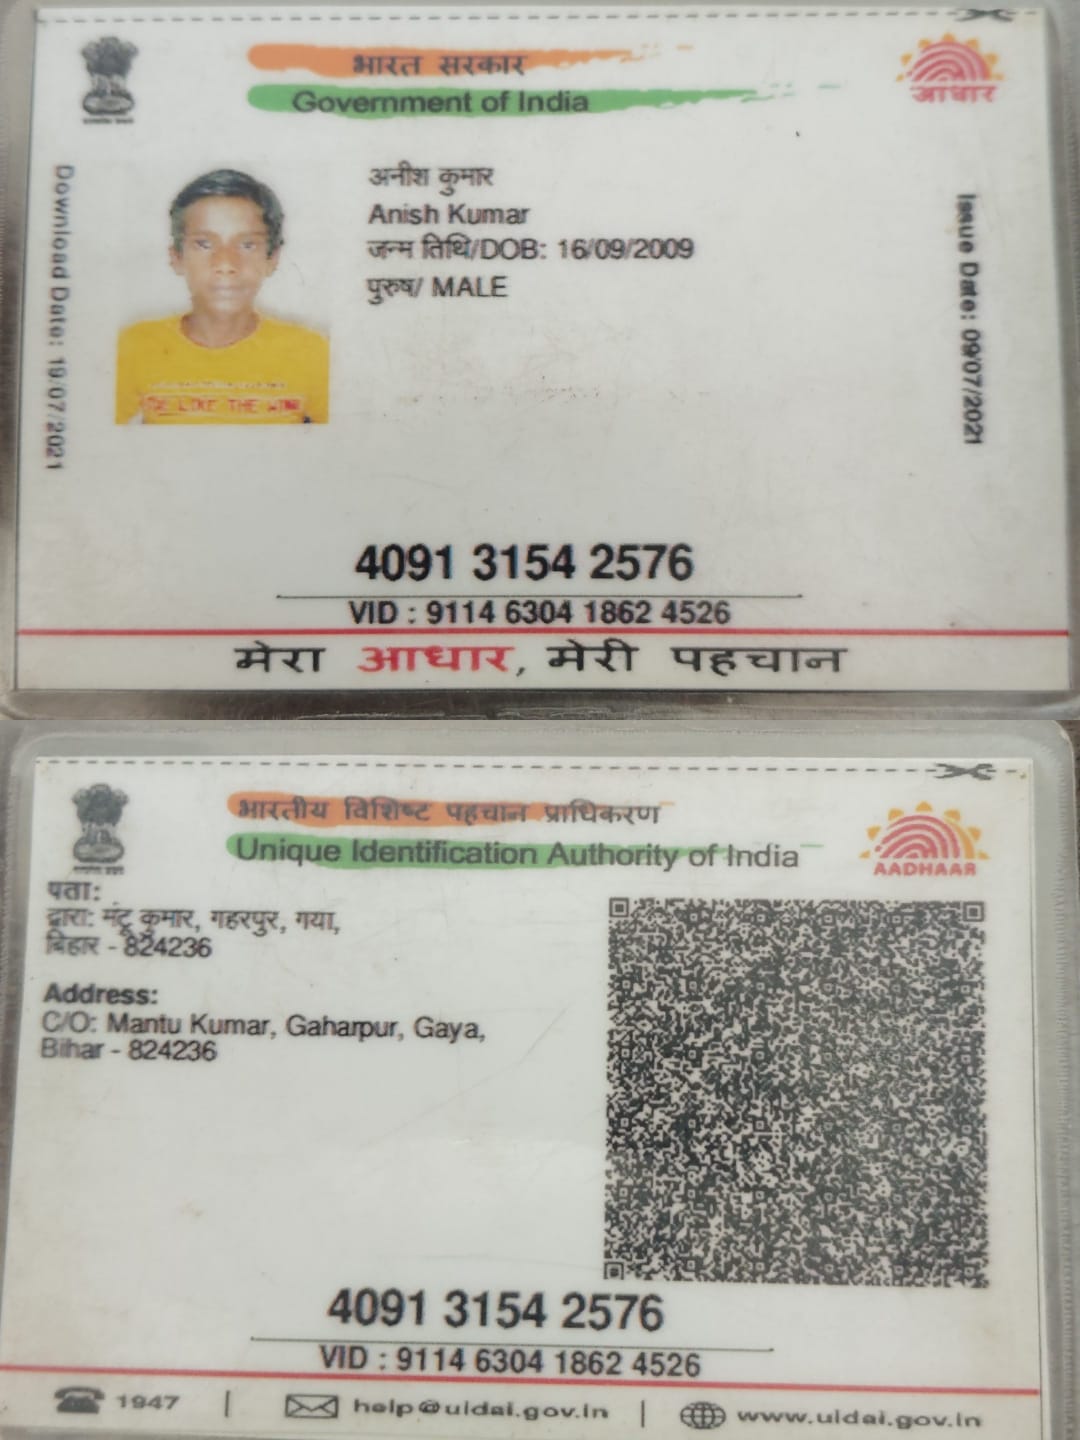 भारत सरकार
Government of India
आधार
Download Date: 19/07/2021
अनीश कुमार
Anish Kumar
जन्म तिथि/DOB: 16/09/2009
पुरुष/ MALE
Issue Date: 09/07/2021
4091 3154 2576
VID : 9114 6304 1862 4526
मेरा आधार, मेरी पहचान
भारतीय विशिष्ट पहचान प्राधिकरण
Unique Identification Authority of India
AADHAAR
पता:
द्वारा: मंटू कुमार, गहरपुर, गया,
बिहार - 824236
Address:
C/O: Mantu Kumar, Gaharpur, Gaya,
Bihar - 824236
4091 3154 2576
VID : 9114 6304 1862 4526
1947 | help@uidai.gov.in | www.uidai.gov.in